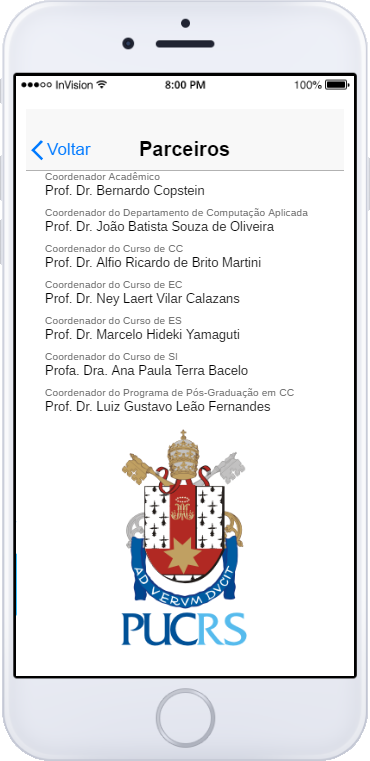 InVision 8:00 PM 100%
Voltar Parceiros
Coordenador Acadêmico
Prof. Dr. Bernardo Copstein
Coordenador do Departamento de Computação Aplicada
Prof. Dr. João Batista Souza de Oliveira
Coordenador do Curso de CC
Prof. Dr. Alfio Ricardo de Brito Martini
Coordenador do Curso de EC
Prof. Dr. Ney Laert Vilar Calazans
Coordenador do Curso de ES
Prof. Dr. Marcelo Hideki Yamaguti
Coordenador do Curso de SI
Profa. Dra. Ana Paula Terra Bacelo
Coordenador do Programa de Pós-Graduação em CC
Prof. Dr. Luiz Gustavo Leão Fernandes
AD VERVM DVCIT
PUCRS